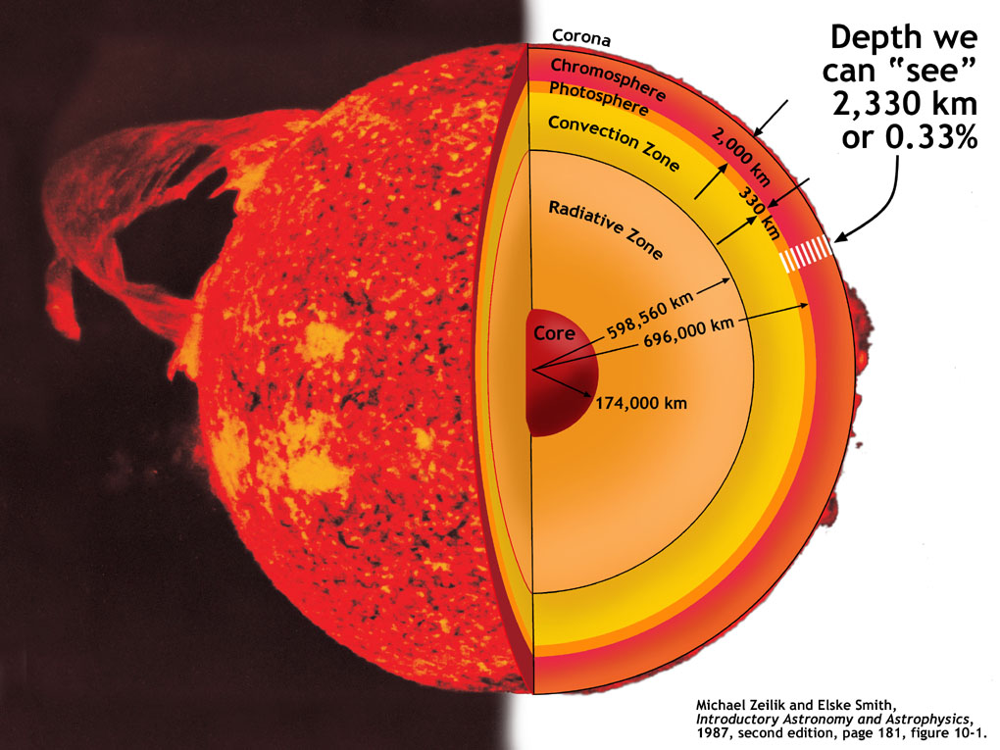 Corona
Chromosphere
Photosphere
Convection Zone
Radiative Zone
Core
Depth we
can “see”
2,330 km
or 0.33%
2,000 km
330 km
598,560 km
696,000 km
174,000 km
Michael Zeilik and Elske Smith,
Introductory Astronomy and Astrophysics,
1987, second edition, page 181, figure 10-1.